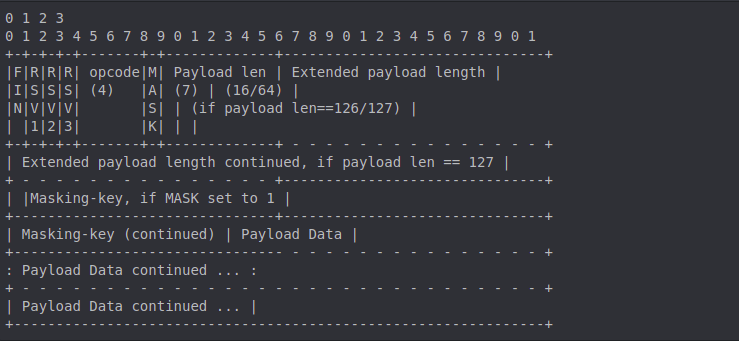 0 1 2 3
0 1 2 3 4 5 6 7 8 9 0 1 2 3 4 5 6 7 8 9 0 1 2 3 4 5 6 7 8 9 0 1
+-+-+-+-+-------+-+-------------+-------------------------------+
|F|R|R|R| opcode|M| Payload len | Extended payload length |
|I|S|S|S| (4)   |A| (7) | (16/64) |
|N|V|V|V|       |S| | (if payload len==126/127) |
| |1|2|3|       |K| | |
+-+-+-+-+-------+-+-------------+ - - - - - - - - - - - - - - - +
| Extended payload length continued, if payload len == 127 |
+ - - - - - - - - - - - - - - - +-------------------------------+
| |Masking-key, if MASK set to 1 |
+-------------------------------+-------------------------------+
| Masking-key (continued) | Payload Data |
+-------------------------------- - - - - - - - - - - - - - - - +
: Payload Data continued ... :
+ - - - - - - - - - - - - - - - - - - - - - - - - - - - - - - - +
| Payload Data continued ... |
+---------------------------------------------------------------+